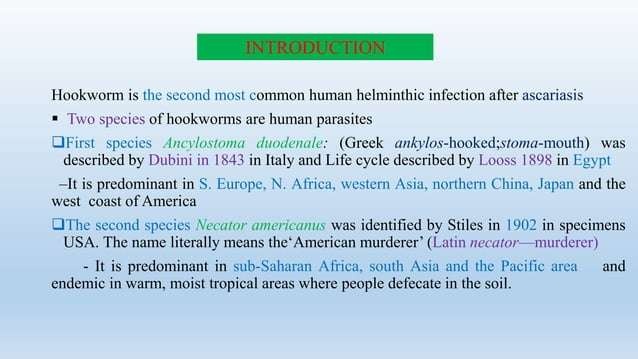 INTRODUCTION
Hookworm is the second most common human helminthic infection after ascariasis
▪ Two species of hookworms are human parasites
❑First species Ancylostoma duodenale: (Greek ankylos-hooked;stoma-mouth) was
described by Dubini in 1843 in Italy and Life cycle described by Looss 1898 in Egypt
–It is predominant in S. Europe, N. Africa, western Asia, northern China, Japan and the
west coast of America
❑The second species Necator americanus was identified by Stiles in 1902 in specimens
USA. The name literally means the‘American murderer’ (Latin necator—murderer)
- It is predominant in sub-Saharan Africa, south Asia and the Pacific area and
endemic in warm, moist tropical areas where people defecate in the soil.